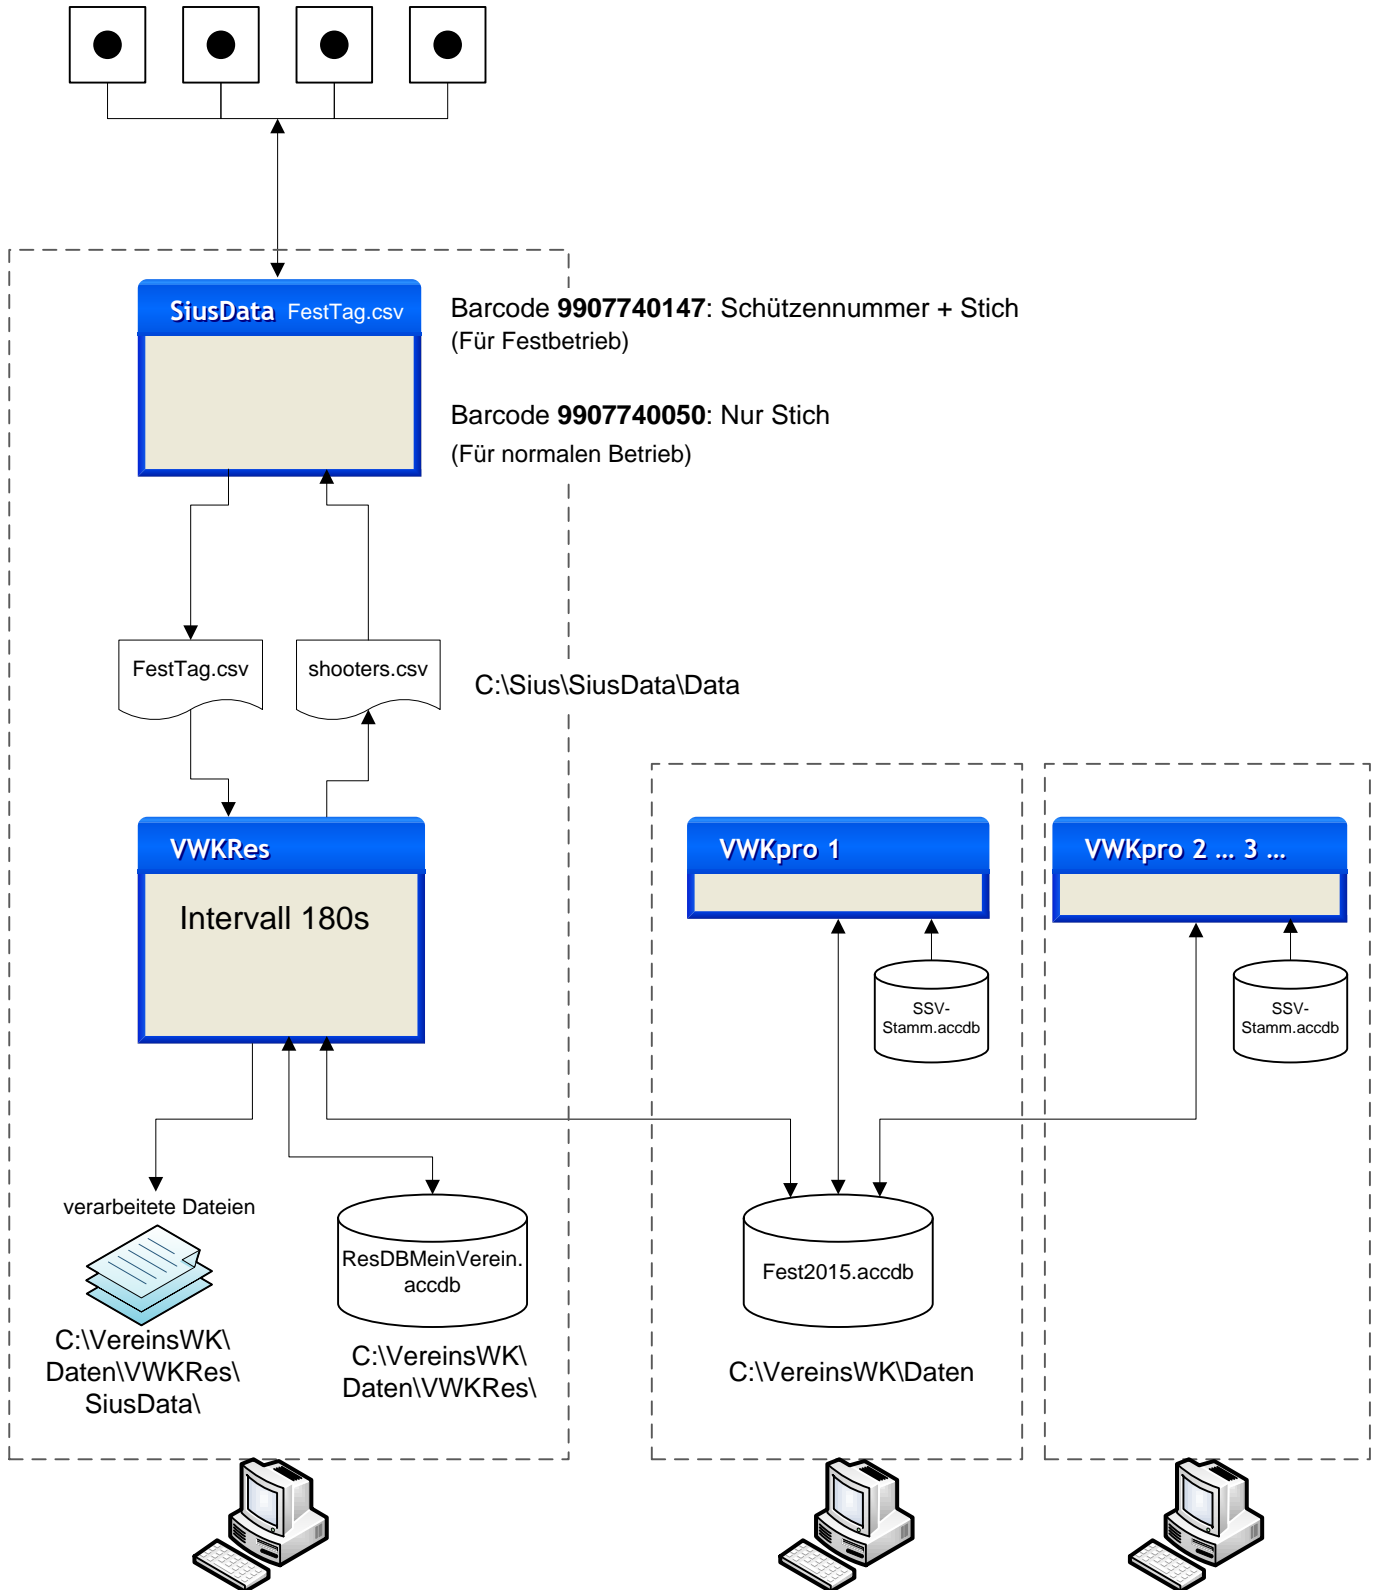 SiusData FestTag.csv
Barcode 9907740147: Schützennummer + Stich
(Für Festbetrieb)
Barcode 9907740050: Nur Stich
(Für normalen Betrieb)
FestTag.csv
shooters.csv
C:\Sius\SiusData\Data
VWKRes
Intervall 180s
VWKpro 1
VWKpro 2 ... 3 ...
SSV-
Stamm.accdb
SSV-
Stamm.accdb
verarbeitete Dateien
C:\VereinsWK\
Daten\VWKRes\
SiusData\
ResDBMeinVerein.
accdb
C:\VereinsWK\
Daten\VWKRes\
Fest2015.accdb
C:\VereinsWK\Daten